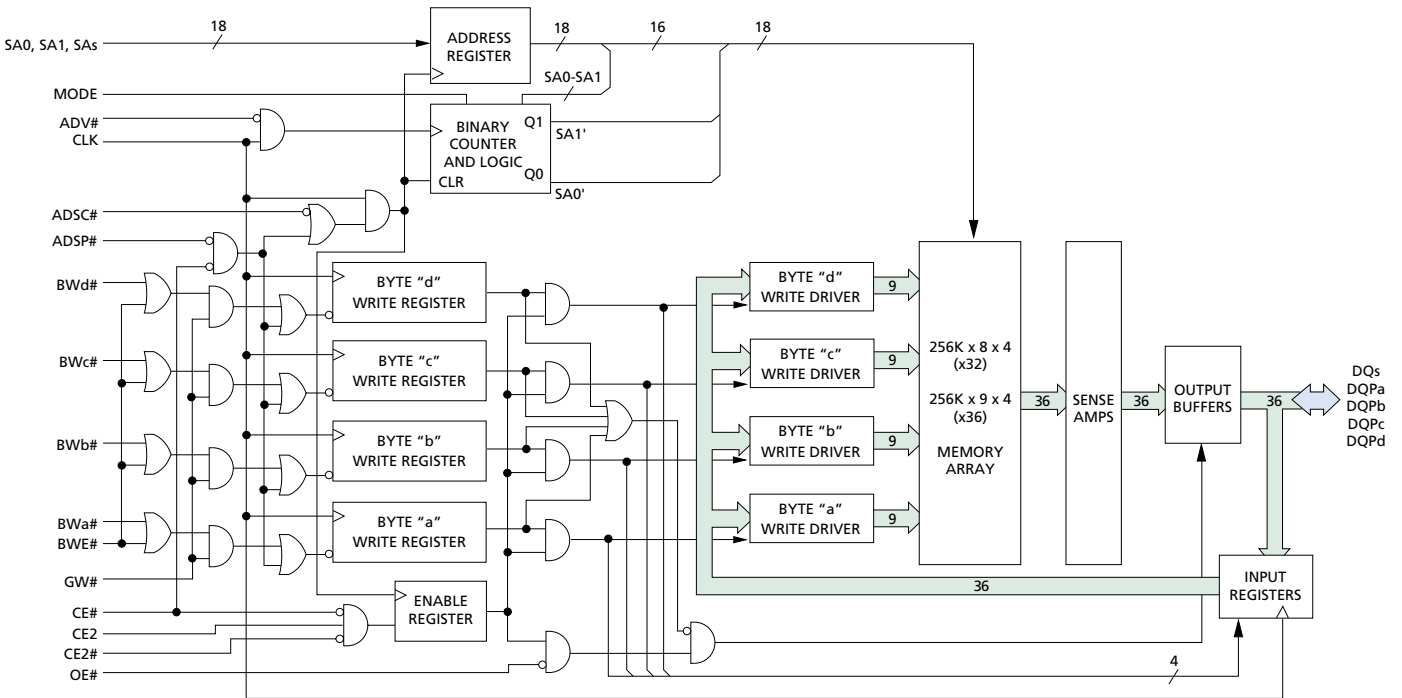 SA0, SA1, SAs
18
ADDRESS
REGISTER
18
16
18
SA0-SA1
MODE
ADV#
CLK
BINARY
COUNTER
AND LOGIC
Q1
Q0
CLR
SA1'
SA0'
ADSC#
ADSP#
BWd#
BYTE “d”
WRITE REGISTER
BYTE “d”
WRITE DRIVER
9
BWc#
BYTE “c”
WRITE REGISTER
BYTE “c”
WRITE DRIVER
9
BWb#
BYTE “b”
WRITE REGISTER
BYTE “b”
WRITE DRIVER
9
BWa#
BWE#
BYTE “a”
WRITE REGISTER
BYTE “a”
WRITE DRIVER
9
256K x 8 x 4
(x32)
256K x 9 x 4
(x36)
MEMORY
ARRAY
36
SENSE
AMPS
36
OUTPUT
BUFFERS
36
DQs
DQPa
DQPb
DQPc
DQPd
GW#
CE#
CE2
CE2#
OE#
ENABLE
REGISTER
36
INPUT
REGISTERS
4